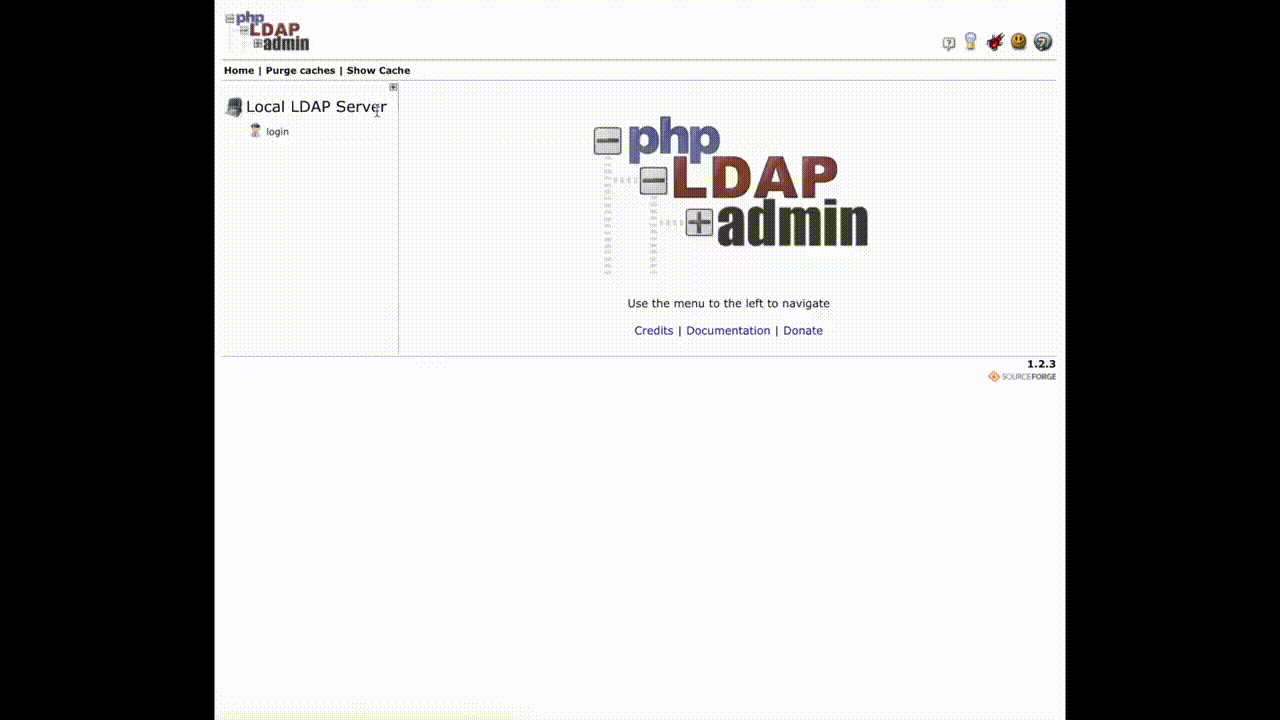 php
LDAP
admin
Home | Purge caches | Show Cache
Local LDAP Server
login
php
LDAP
admin
Use the menu to the left to navigate
Credits | Documentation | Donate
1.2.3
SOURCEFORGE